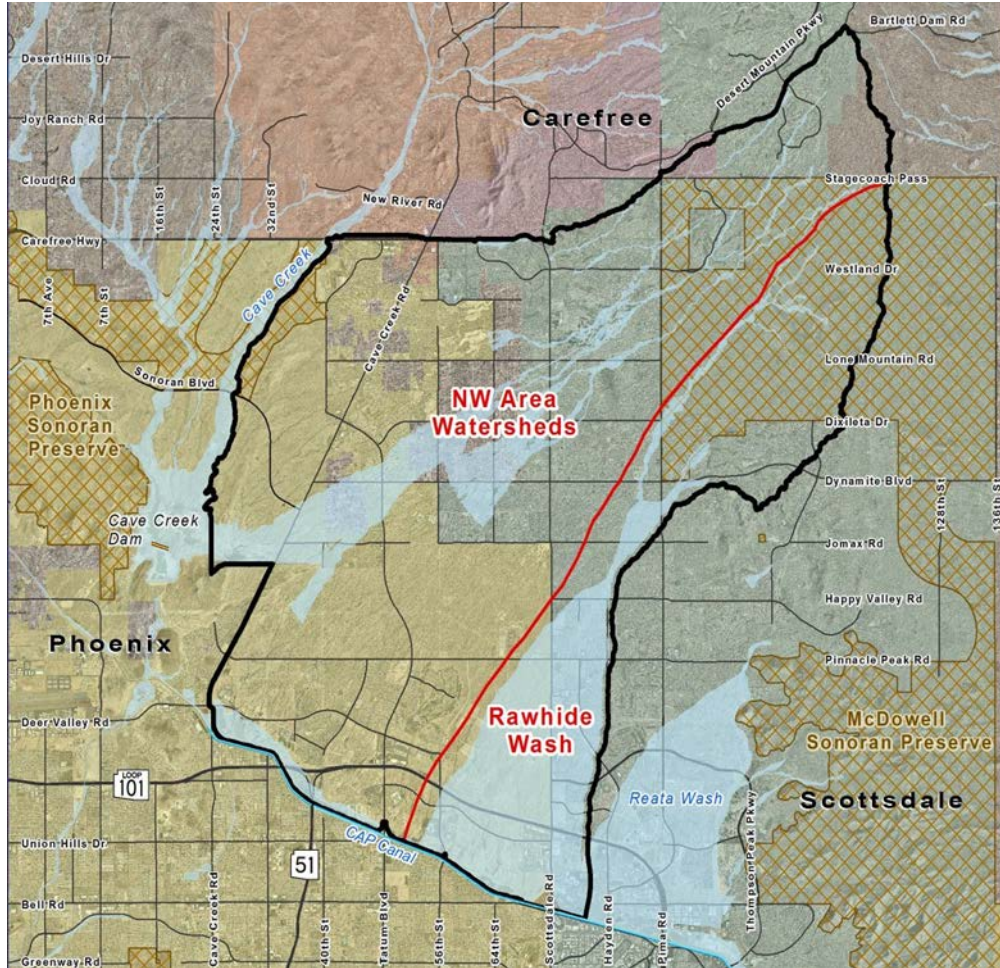 Bartlett Dam Rd
Desert Mountain Pkwy
Desert Hills Dr
Carefree
Joy Ranch Rd
Cloud Rd
16th St
24th St
32nd St
New River Rd
Stagecoach Pass
Carefree Hwy
7th Ave
7th St
Cave Creek
Cave Creek Rd
Westland Dr
Sonoran Blvd
Lone Mountain Rd
Phoenix
Sonoran
Preserve
NW Area
Watersheds
Dixileta Dr
Dynamite Blvd
128th St
136th St
Cave Creek
Dam
Jomax Rd
Happy Valley Rd
Phoenix
Pinnacle Peak Rd
Deer Valley Rd
Rawhide
Wash
McDowell
Sonoran Preserve
LOOP
101
Reata Wash
Scottsdale
Thompson Peak Pkwy
Union Hills Dr
CAP Canal
51
Bell Rd
Cave Creek Rd
40th St
Tatum Blvd
56th St
64th St
Scottsdale Rd
Hayden Rd
Pima Rd
Greenway Rd